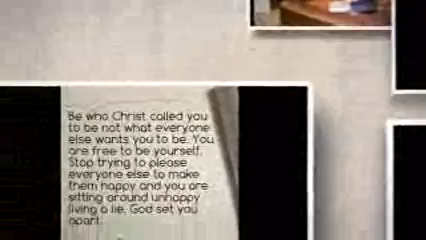 Be who Christ called you
to be not what everyone
else wants you to be. You
are free to be yourself.
Stop trying to please
everyone else to make
them happy and you are
sitting around unhappy
living a lie. God set you
apart.